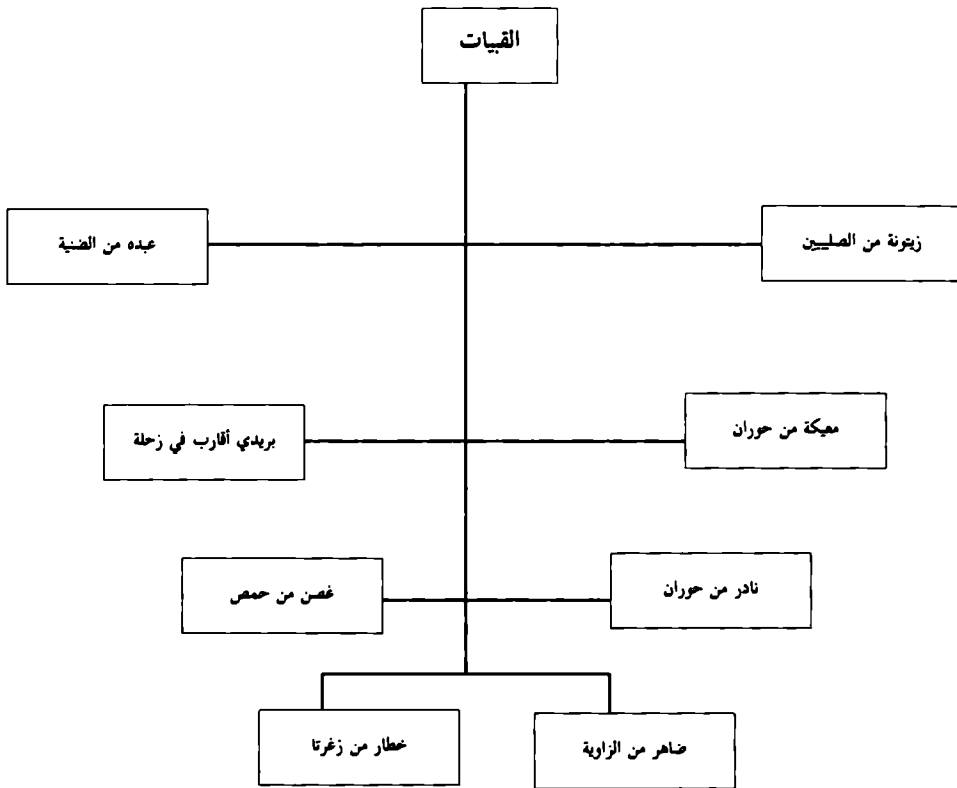 القبيات
زيتونة من الصليبين
عبده من الضنية
معيكة من حوران
بريدي أقارب في زحلة
نادر من حوران
غصن من حمص
ضاهر من الزاوية
خطار من زغرتا